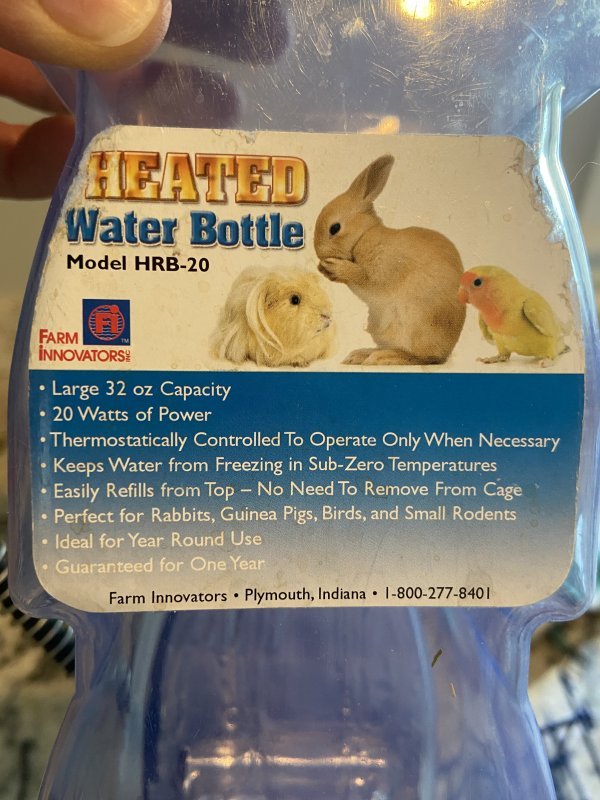 HEATED
Water Bottle
Model HRB-20
FARM
INNOVATORS INC
TM
• Large 32 oz Capacity
• 20 Watts of Power
• Thermostatically Controlled To Operate Only When Necessary
• Keeps Water from Freezing in Sub-Zero Temperatures
• Easily Refills from Top – No Need To Remove From Cage
• Perfect for Rabbits, Guinea Pigs, Birds, and Small Rodents
• Ideal for Year Round Use
• Guaranteed for One Year
Farm Innovators • Plymouth, Indiana • 1-800-277-8401